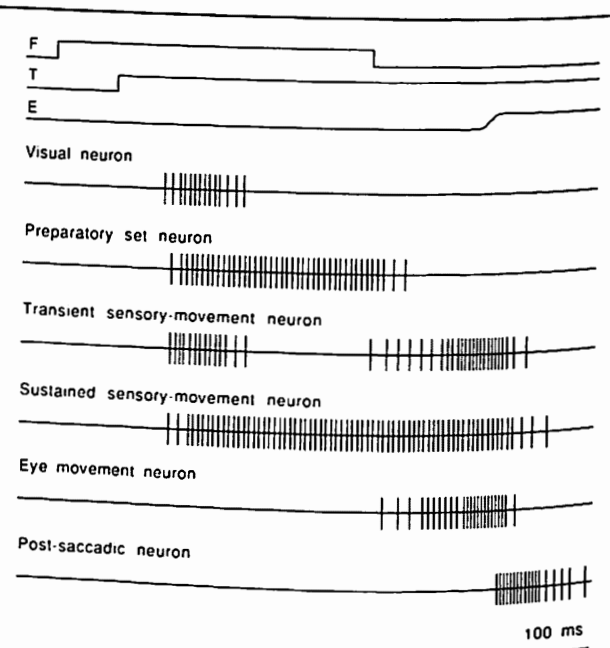 F
T
E
Visual neuron
Preparatory set neuron
Transient sensory-movement neuron
Sustained sensory-movement neuron
Eye movement neuron
Post-saccadic neuron
100 ms